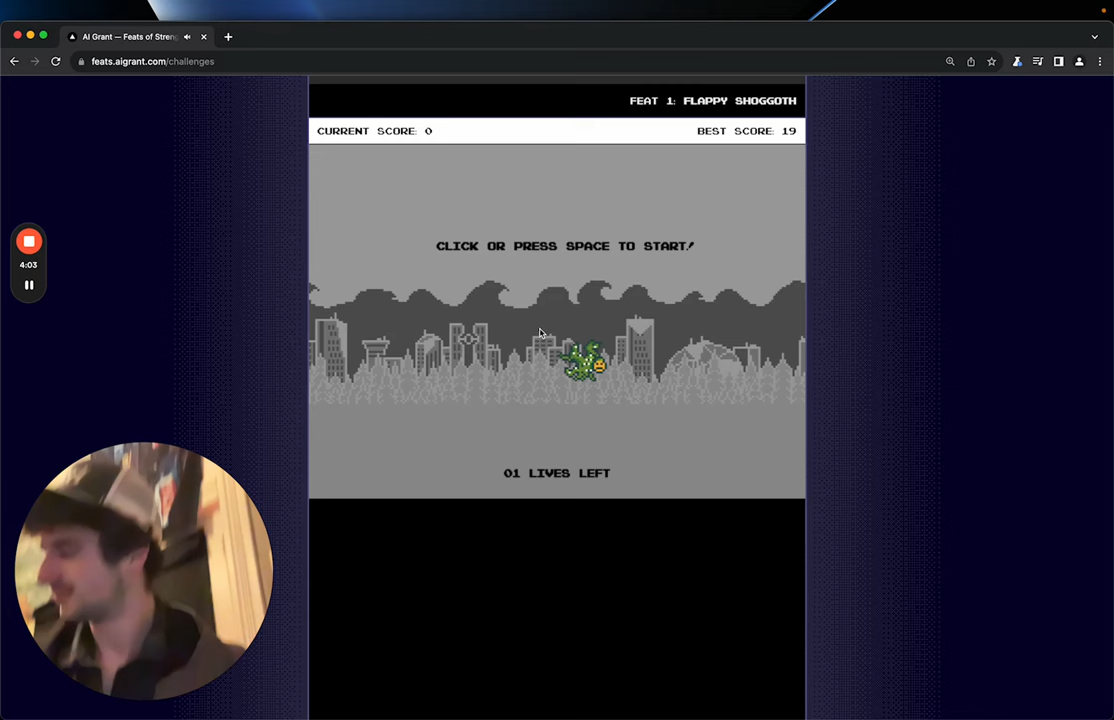 AI Grant — Feats of Stren
feats.aigrant.com/challenges
FEAT 1: FLAPPY SHOGGOTH
CURRENT SCORE: 0
BEST SCORE: 19
CLICK OR PRESS SPACE TO START!
4:03
01 LIVES LEFT